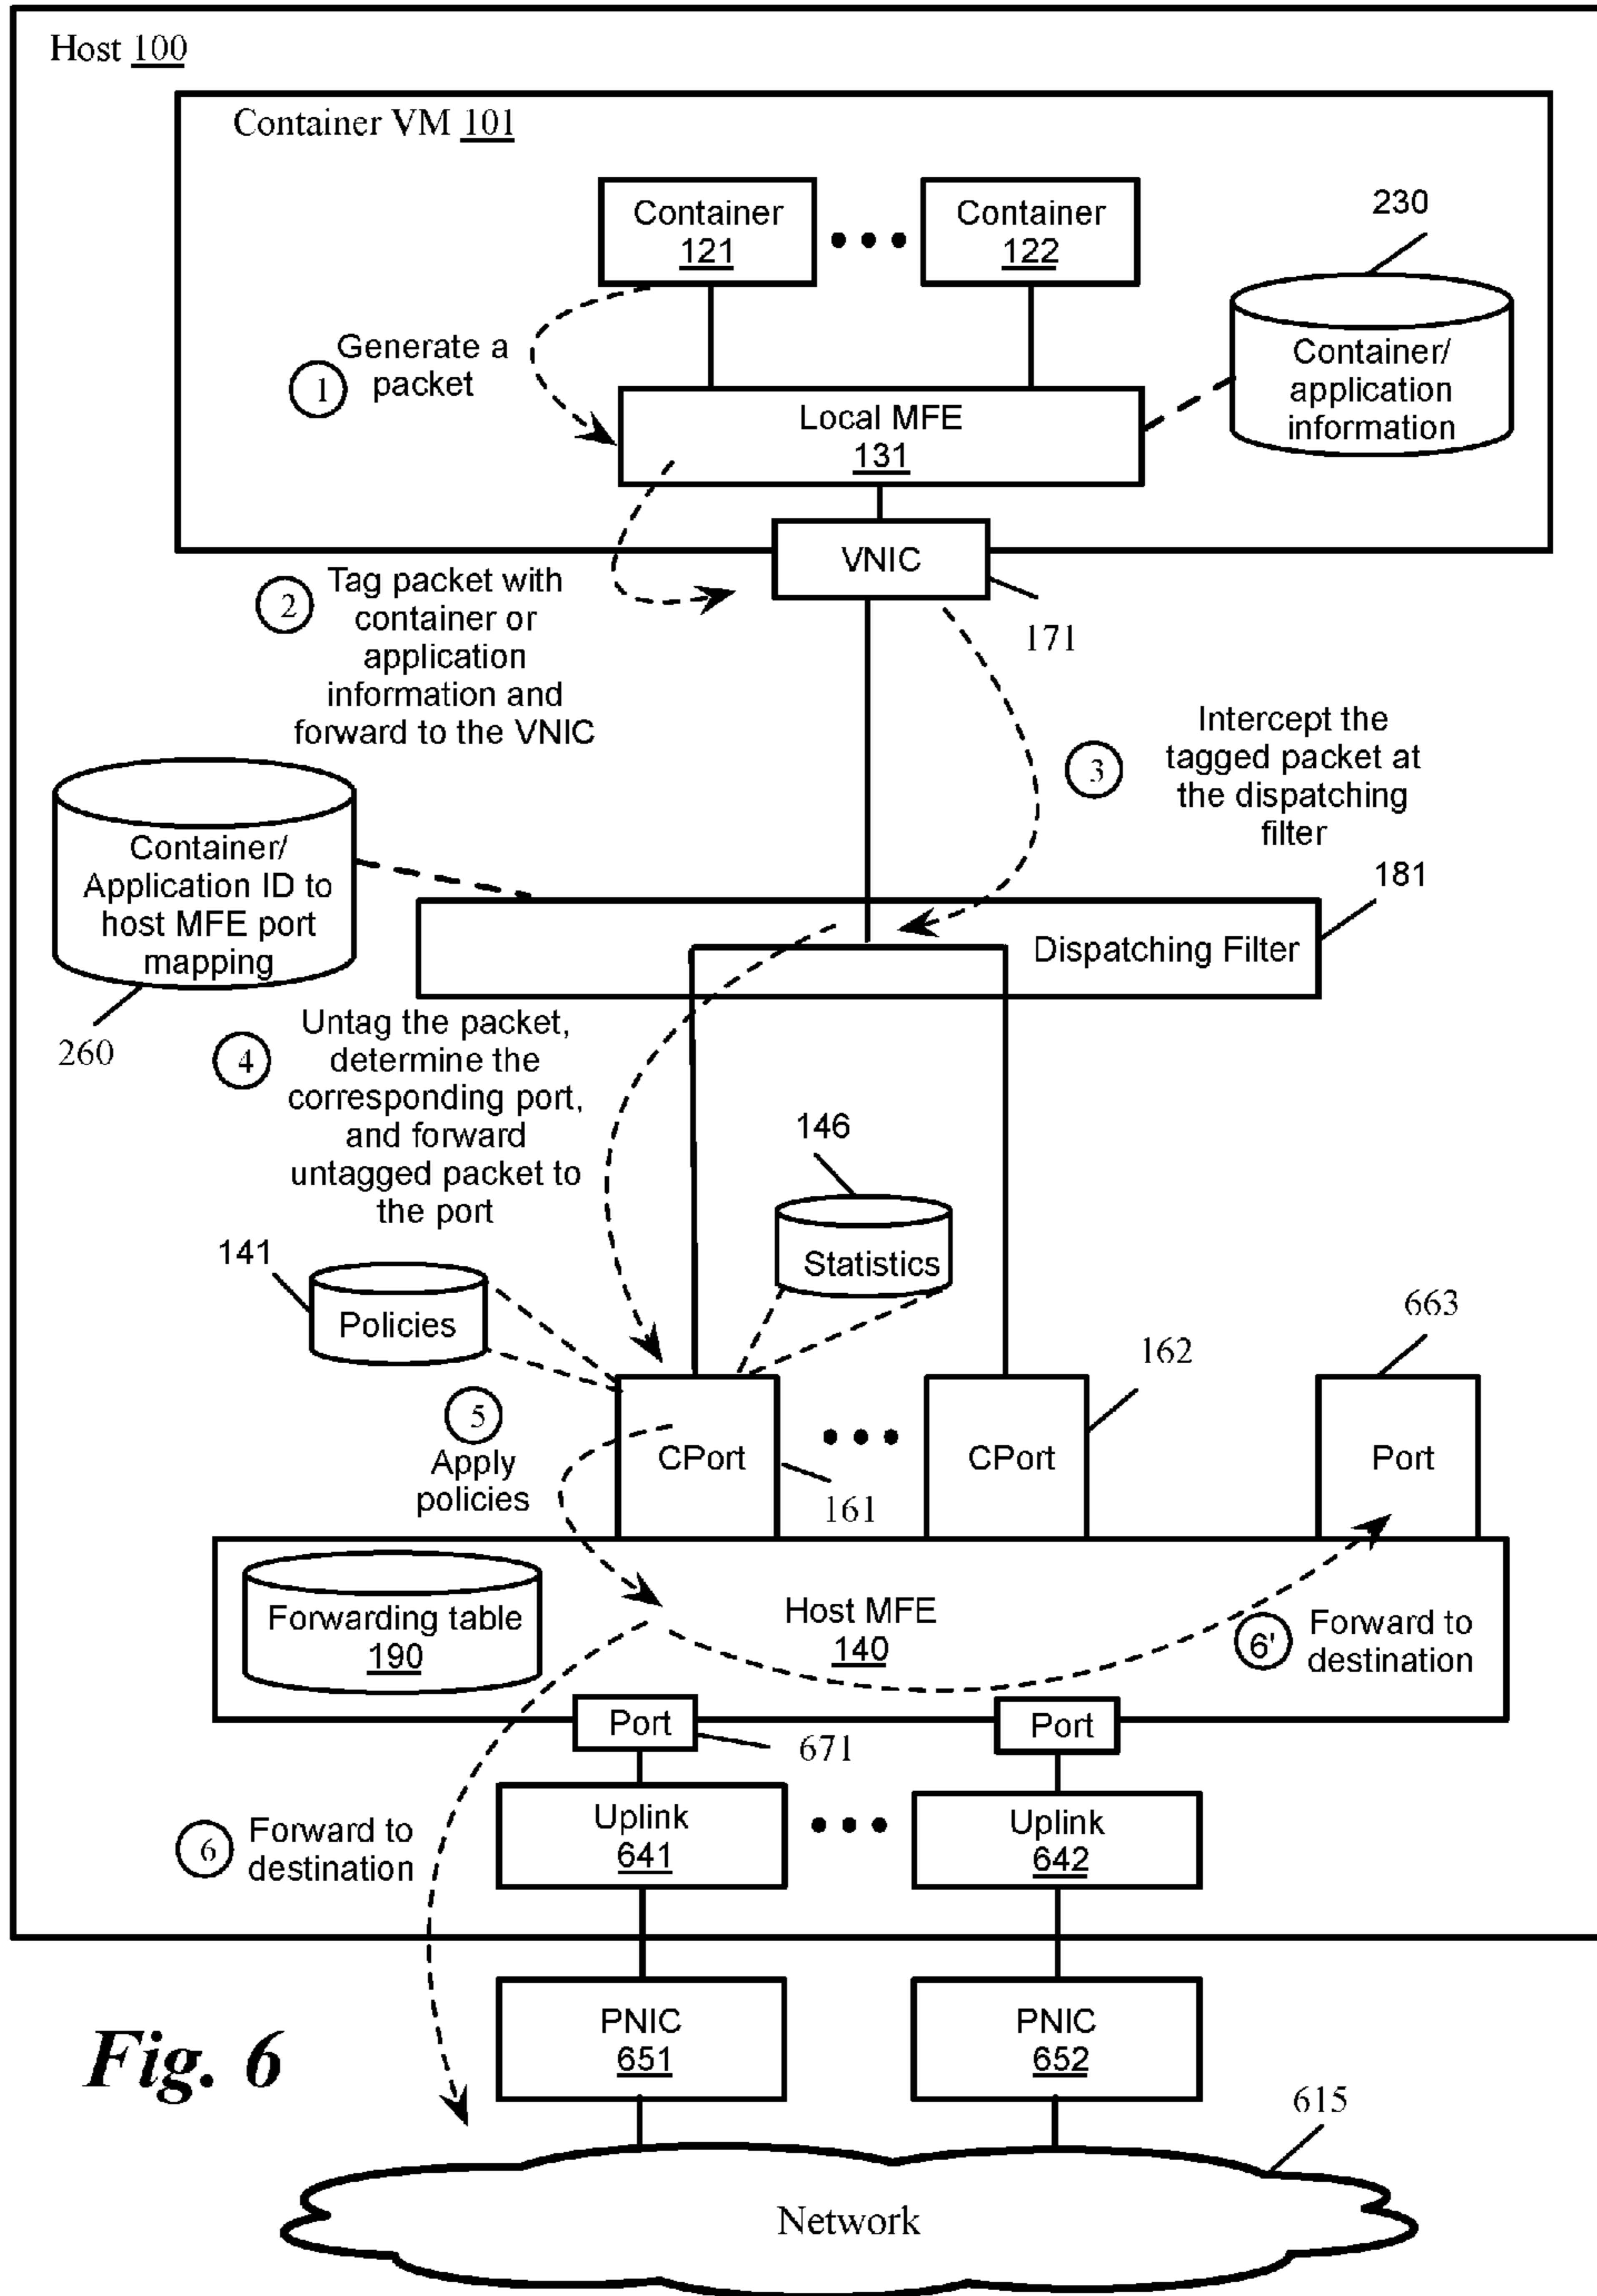 Host 100
Container VM 101
Container
121
Container
122
230
Container/
application
information
1
Generate a
packet
Local MFE
131
VNIC
171
2
Tag packet with
container or
application
information and
forward to the VNIC
3
Intercept the
tagged packet at
the dispatching
filter
Container/
Application ID to
host MFE port
mapping
260
181
Dispatching Filter
4
Untag the packet,
determine the
corresponding port,
and forward
untagged packet to
the port
146
Statistics
141
Policies
5
Apply
policies
CPort
161
CPort
162
663
Port
Forwarding table
190
Host MFE
140
6'
Forward to
destination
Port
671
Port
6
Forward to
destination
Uplink
641
Uplink
642
PNIC
651
PNIC
652
Fig. 6
615
Network